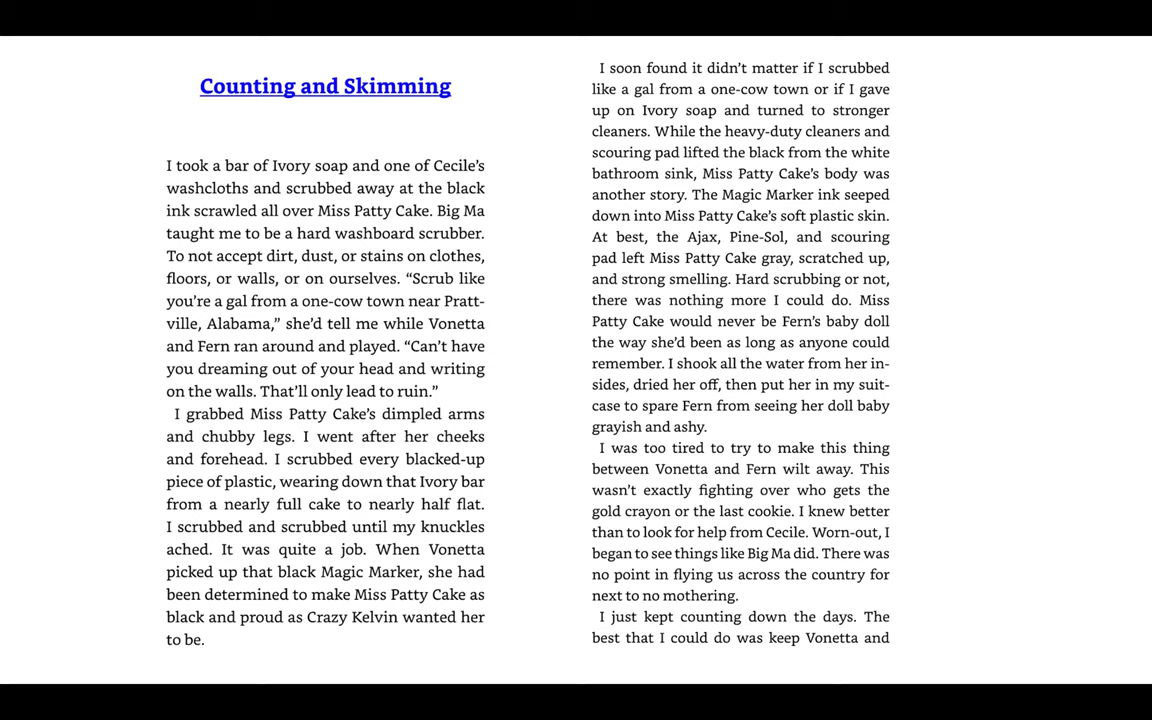 Counting and Skimming
I took a bar of Ivory soap and one of Cecile's
washcloths and scrubbed away at the black
ink scrawled all over Miss Patty Cake. Big Ma
taught me to be a hard washboard scrubber.
To not accept dirt, dust, or stains on clothes,
floors, or walls, or on ourselves. “Scrub like
you're a gal from a one-cow town near Pratt-
ville, Alabama,” she'd tell me while Vonetta
and Fern ran around and played. “Can't have
you dreaming out of your head and writing
on the walls. That'll only lead to ruin.”
I grabbed Miss Patty Cake's dimpled arms
and chubby legs. I went after her cheeks
and forehead. I scrubbed every blacked-up
piece of plastic, wearing down that Ivory bar
from a nearly full cake to nearly half flat.
I scrubbed and scrubbed until my knuckles
ached. It was quite a job. When Vonetta
picked up that black Magic Marker, she had
been determined to make Miss Patty Cake as
black and proud as Crazy Kelvin wanted her
to be.
I soon found it didn't matter if I scrubbed
like a gal from a one-cow town or if I gave
up on Ivory soap and turned to stronger
cleaners. While the heavy-duty cleaners and
scouring pad lifted the black from the white
bathroom sink, Miss Patty Cake's body was
another story. The Magic Marker ink seeped
down into Miss Patty Cake's soft plastic skin.
At best, the Ajax, Pine-Sol, and scouring
pad left Miss Patty Cake gray, scratched up,
and strong smelling. Hard scrubbing or not,
there was nothing more I could do. Miss
Patty Cake would never be Fern's baby doll
the way she'd been as long as anyone could
remember. I shook all the water from her in-
sides, dried her off, then put her in my suit-
case to spare Fern from seeing her doll baby
grayish and ashy.
I was too tired to try to make this thing
between Vonetta and Fern wilt away. This
wasn't exactly fighting over who gets the
gold crayon or the last cookie. I knew better
than to look for help from Cecile. Worn-out, I
began to see things like Big Ma did. There was
no point in flying us across the country for
next to no mothering.
I just kept counting down the days. The
best that I could do was keep Vonetta and